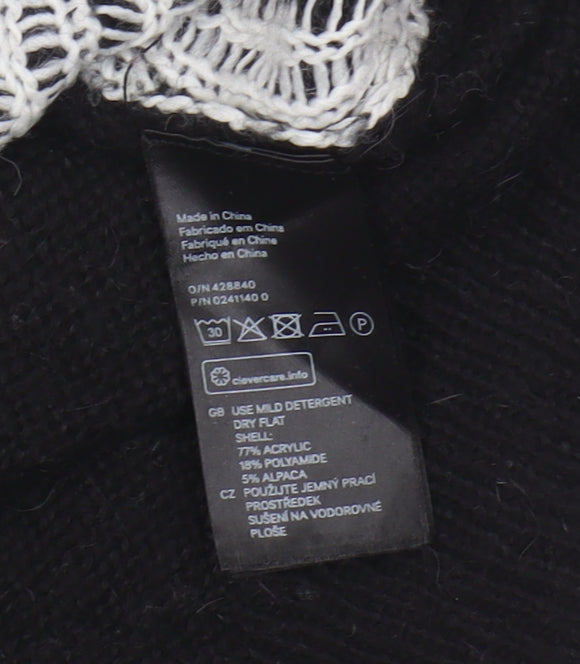 Made in China
Fabricado em China
Fabriqué en Chine
Hecho en China
O/N 428840
P/N 0241140 0
30
P
clevercare.info
GB USE MILD DETERGENT
DRY FLAT
SHELL:
77% ACRYLIC
18% POLYAMIDE
5% ALPACA
CZ POUŽIJTE JEMNÝ PRACÍ
PROSTŘEDEK
SUŠENÍ NA VODOROVNÉ
PLOŠE